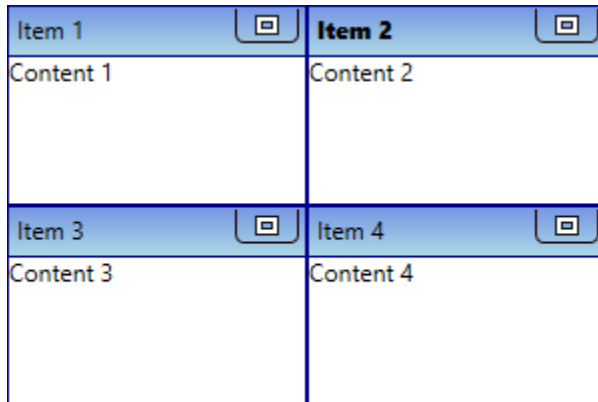 Item 1
Item 2
Content 1
Content 2
Item 3
Item 4
Content 3
Content 4